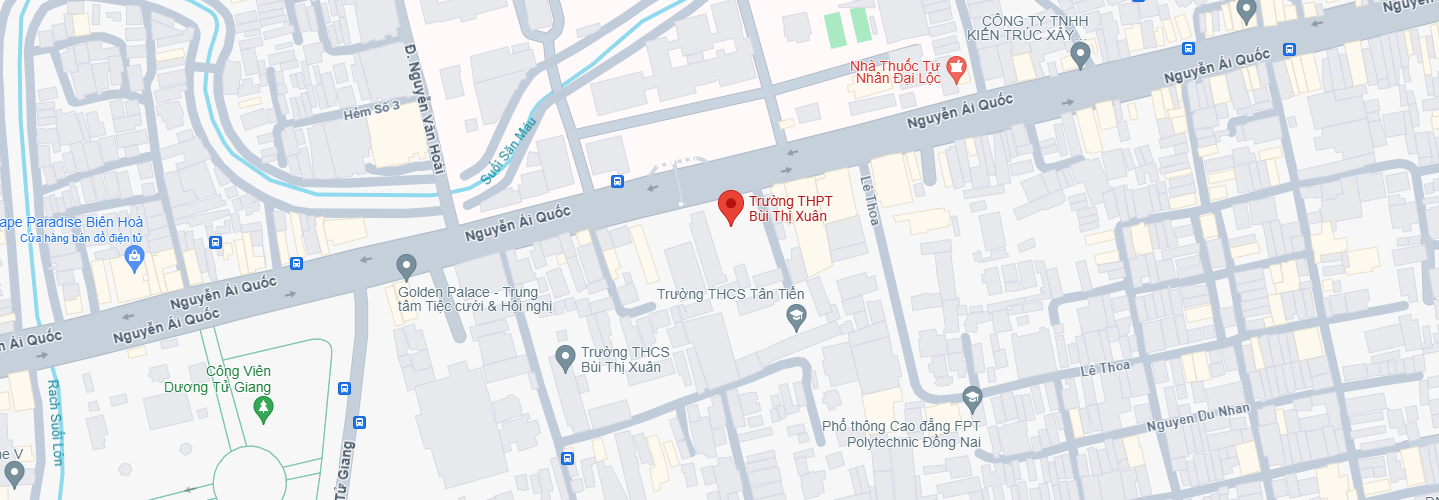 CÔNG TY TNHH
KIẾN TRÚC XÂY...
Nguyễn Ái Quốc
Nhà Thuốc Tư
Nhân Đại Lộc
Nguyễn Ái Quốc
Đ. Nguyễn Văn Hoài
Hẻm Số 3
Suối Săn Máu
Lê Thoa
Trường THPT
Bùi Thị Xuân
ape Paradise Biên Hoà
Cửa hàng bán đồ điện tử
Nguyễn Ái Quốc
Golden Palace - Trung
tâm Tiệc cưới & Hội nghị
Trường THCS Tân Tiến
Nguyễn Ái Quốc
Nguyễn Ái Quốc
Ái Quốc
Trường THCS
Bùi Thị Xuân
Công Viên
Dương Tử Giang
Lê Thoa
Rạch Suối Lớn
Nguyen Du Nhan
Phổ thông Cao đẳng FPT
Polytechnic Đồng Nai
Tử Giang
ne V